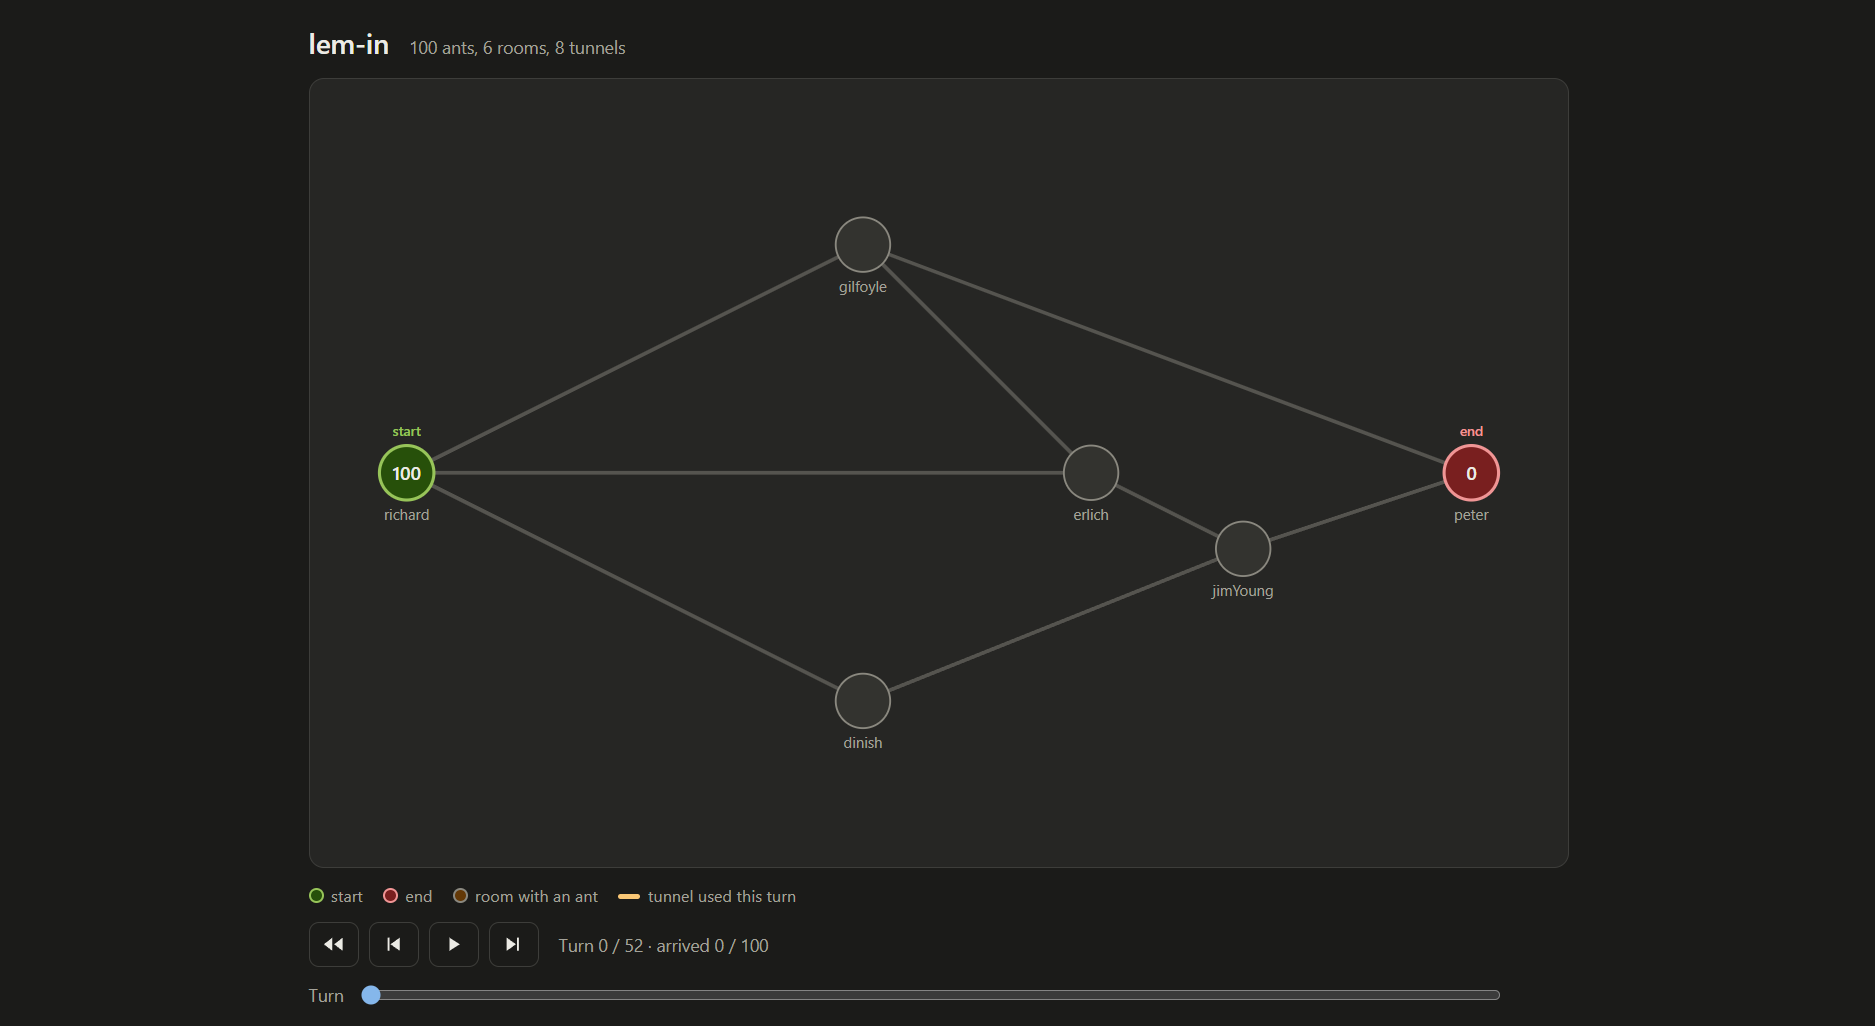 lem-in 100 ants, 6 rooms, 8 tunnels
gilfoyle
start
end
100
0
richard
erlich
peter
jimYoung
dinish
start end room with an ant tunnel used this turn
Turn 0 / 52 · arrived 0 / 100
Turn